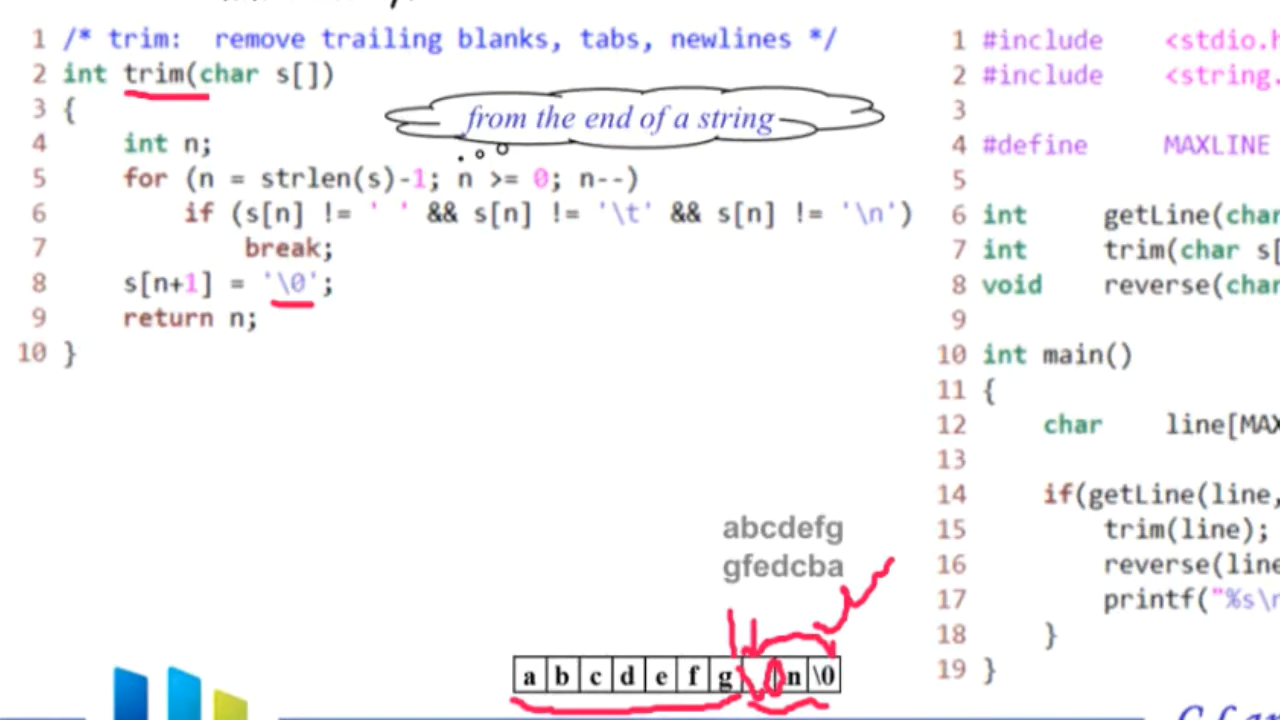 1 /* trim: remove trailing blanks, tabs, newlines */
2 int trim(char s[])
3 {
from the end of a string
4 int n;
5 for (n = strlen(s)-1; n >= 0; n--)
6 if (s[n] != ' ' && s[n] != '\t' && s[n] != '\n')
7 break;
8 s[n+1] = '\0';
9 return n;
10 }
abcdefg
gfedcba
a b c d e f g n \0
1 #include <stdio.h
2 #include <string.
3
4 #define MAXLINE
5
6 int getLine(char
7 int trim(char s[
8 void reverse(char
9
10 int main()
11 {
12 char line[MAX
13
14 if(getLine(line,
15 trim(line);
16 reverse(line
17 printf("%s\n
18 }
19 }